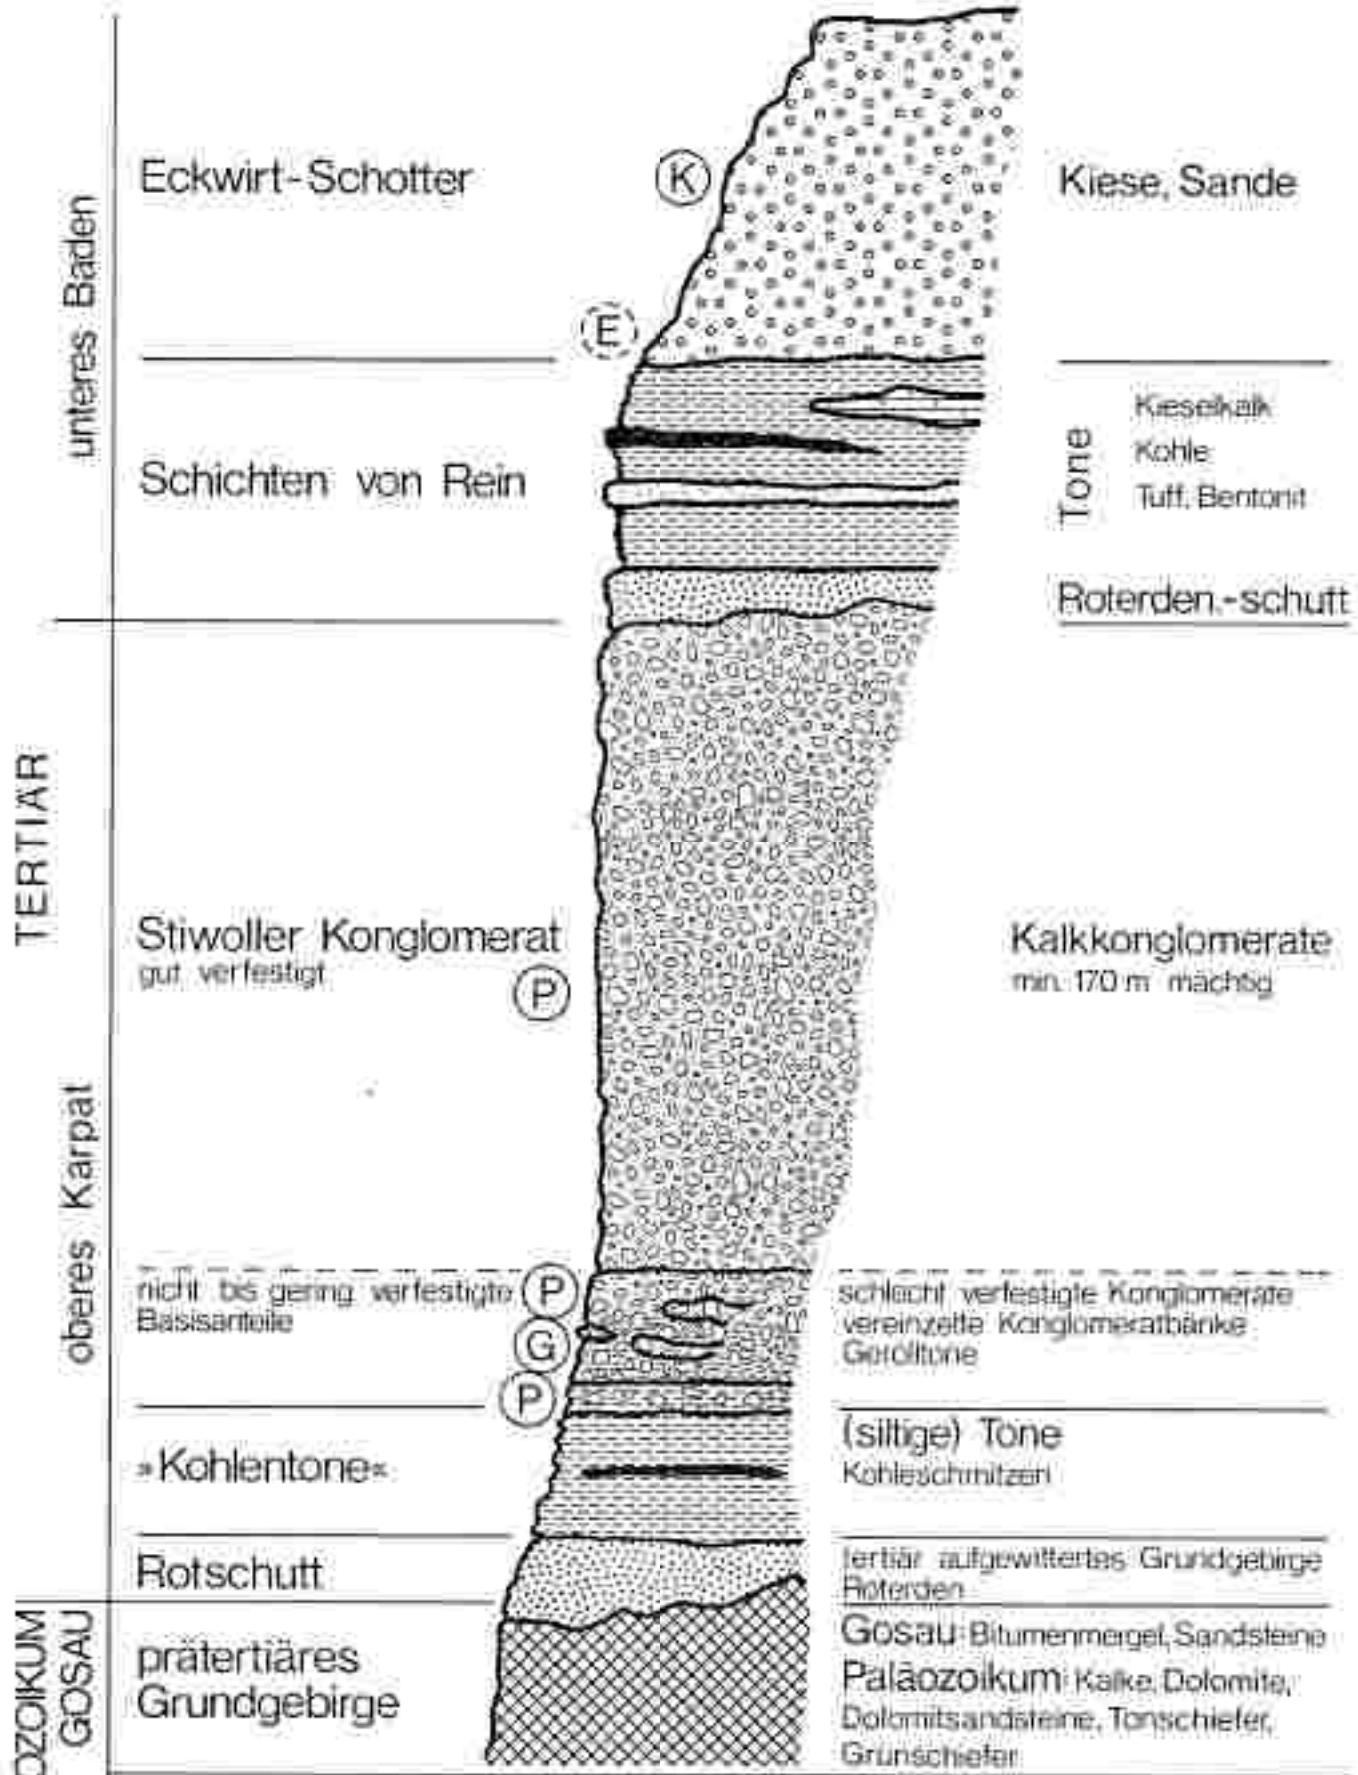 unteres Baden
Eckwirt-Schotter
K
Kiese, Sande
E
Schichten von Rein
Tone
Kieselkalk
Kohle
Tuff, Bentonit
Roterden,-schutt
TERTIÄR
oberes Karpat
Stiwoller Konglomerat
gut verfestigt
P
Kalkkonglomerate
min. 170 m mächtig
nicht bis gering verfestigte
Basisanteile
P
G
P
schlecht verfestigte Konglomerate
vereinzelte Konglomeratbänke
Gerölltone
»Kohlentone«
(siltige) Tone
Kohleschmitzen
Rotschutt
tertiär aufgewittertes Grundgebirge
Roterden
OZOIKUM
GOSAU
prätertiäres
Grundgebirge
Gosau: Bitumenmergel, Sandsteine
Paläozoikum: Kalke, Dolomite,
Dolomitsandsteine, Tonschiefer,
Grünschiefer